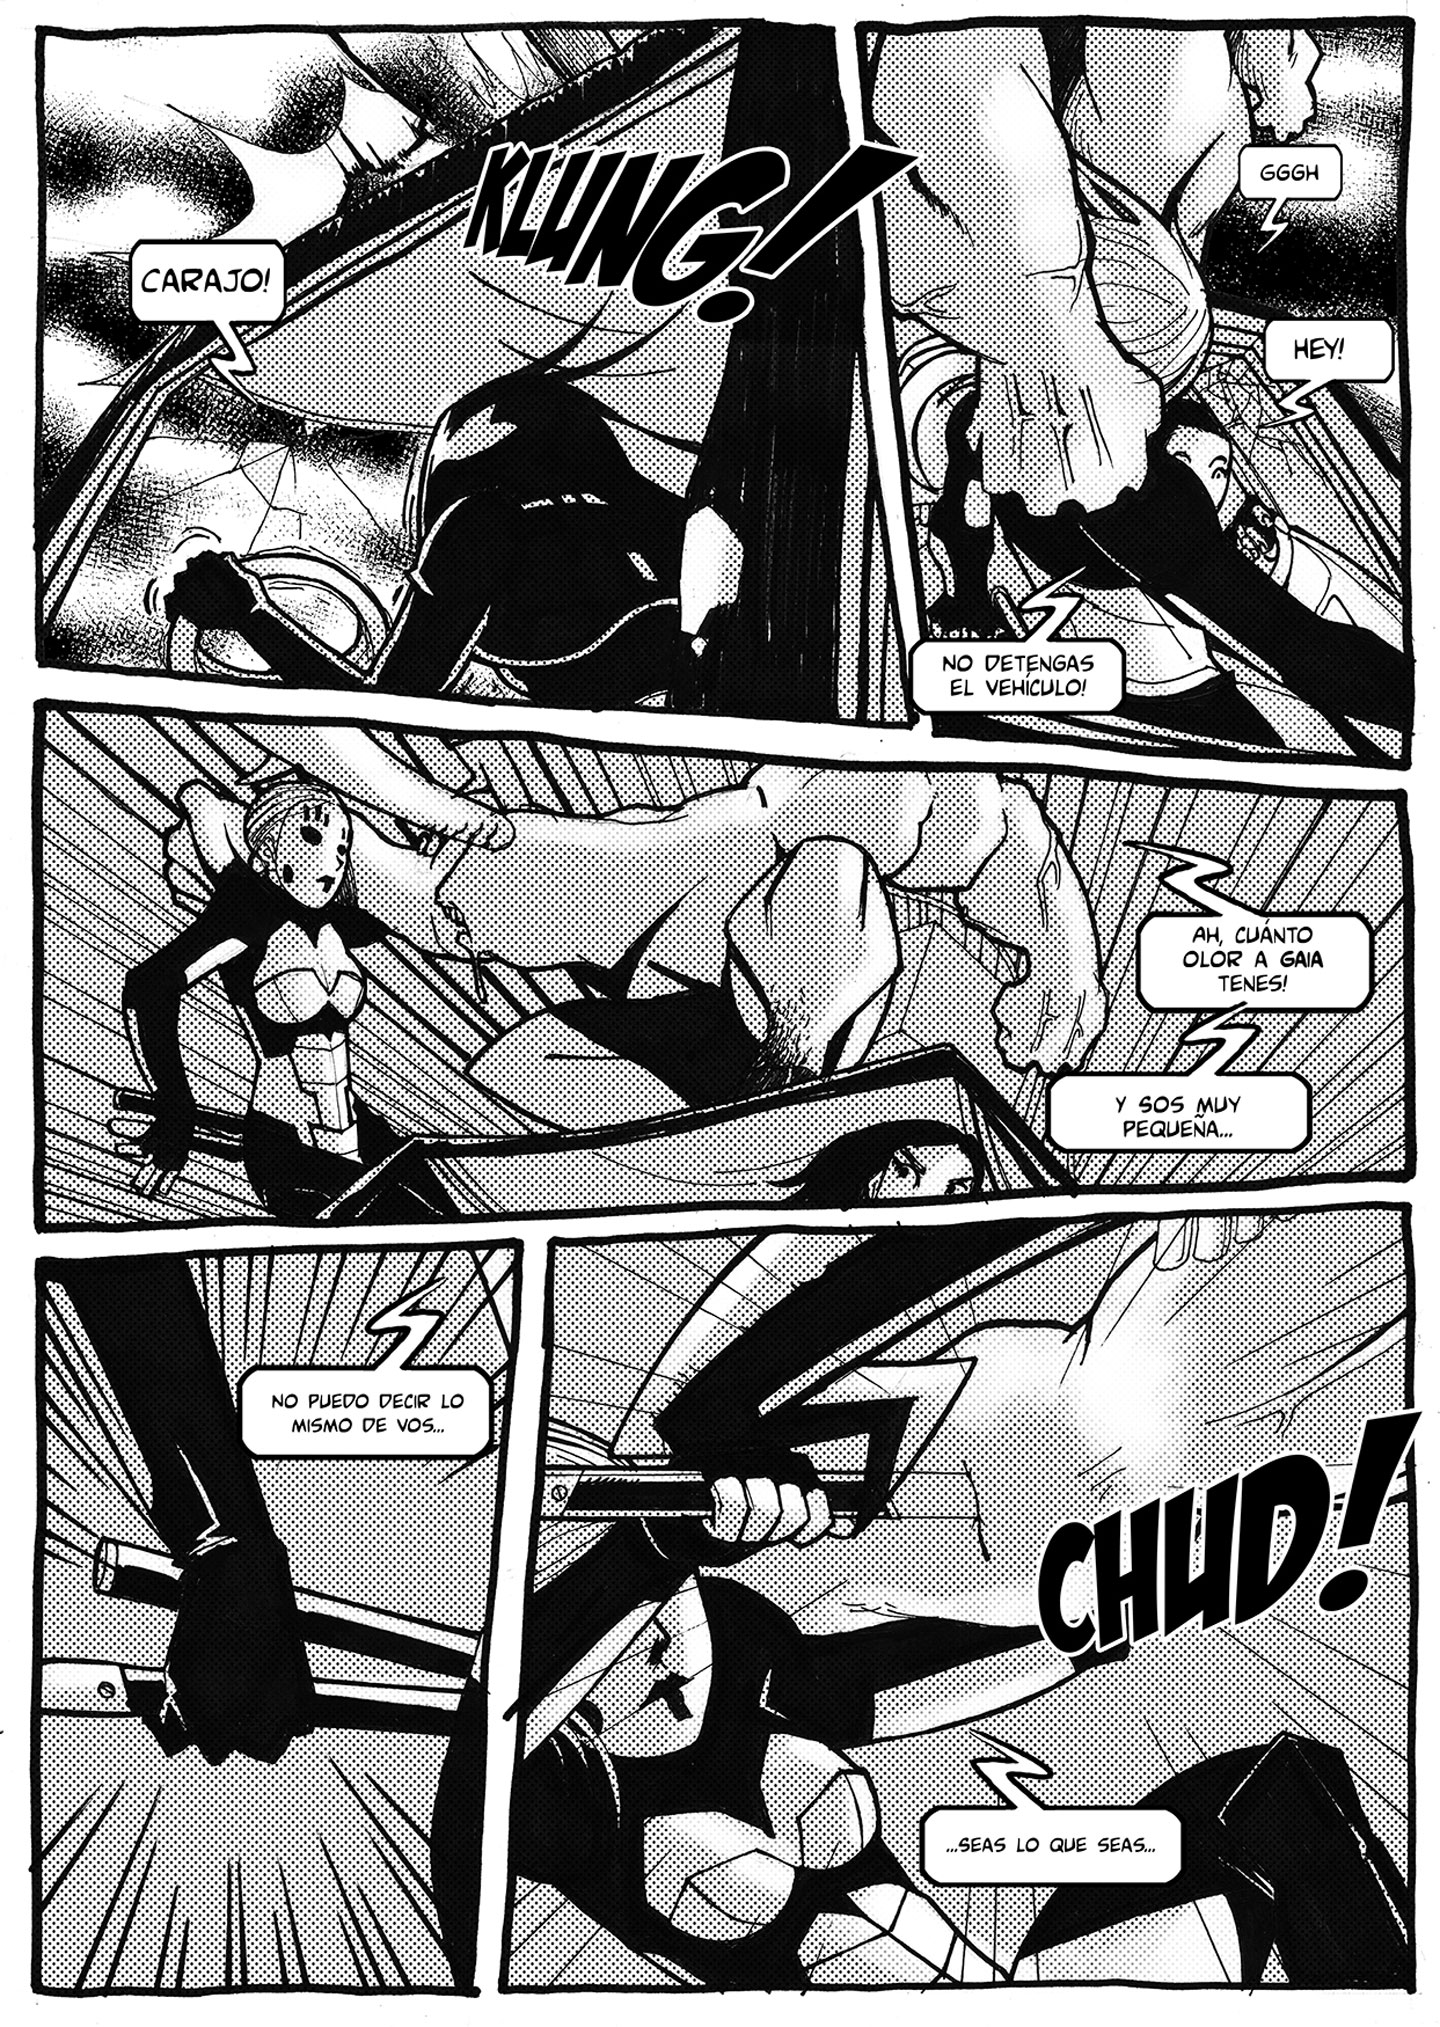 CARAJO!
KLUNG!
GGGH
HEY!
NO DETENGAS
EL VEHÍCULO!
AH, CUÁNTO
OLOR A GAIA
TENES!
Y SOS MUY
PEQUEÑA...
NO PUEDO DECIR LO
MISMO DE VOS...
CHUD!
...SEAS LO QUE SEAS...